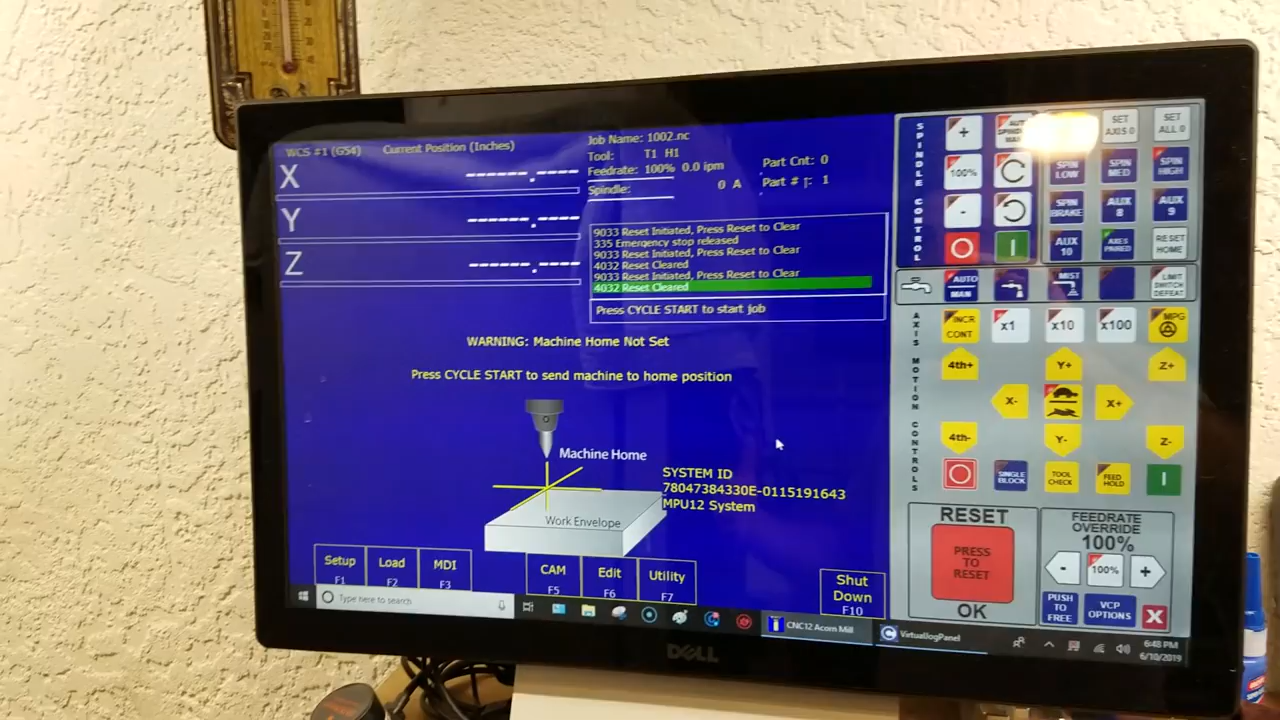 WCS #1 (G54) Current Position (Inches)
X
Y
Z
Job Name: 1002.nc
Tool: T1 H1
Feedrate: 100% 0.0 ipm
Spindle: 0 A
Part Cnt: 0
Part # : 1
9033 Reset Initiated, Press Reset to Clear
335 Emergency stop released
9033 Reset Initiated, Press Reset to Clear
4032 Reset Cleared
9033 Reset Initiated, Press Reset to Clear
4032 Reset Cleared
Press CYCLE START to start job
WARNING: Machine Home Not Set
Press CYCLE START to send machine to home position
Machine Home
Work Envelope
SYSTEM ID
78047384330E-0115191643
MPU12 System
Setup
F1
Load
F2
MDI
F3
CAM
F5
Edit
F6
Utility
F7
Shut
Down
F10
SPINDLE CONTROL
+
SET
AXIS 0
SET
ALL 0
100%
SPIN
LOW
SPIN
MED
SPIN
HIGH
-
SPIN
BRAKE
AUX
8
AUX
9
AUX
10
AXES
PAIRED
RESET
HOME
AUTO
MAN
MIST
LIMIT
SWITCH
DEFEAT
AXIS MOTION CONTROLS
INCR
CONT
x1
x10
x100
MPG
4th+
Y+
Z+
X-
X+
4th-
Y-
Z-
SINGLE
BLOCK
TOOL
CHECK
FEED
HOLD
RESET
PRESS
TO
RESET
OK
FEEDRATE
OVERRIDE
100%
-
100%
+
PUSH
TO
FREE
VCP
OPTIONS
X
Type here to search
CNC12 Acorn Mill
VirtualJogPanel
6:48 PM
6/10/2019
DELL